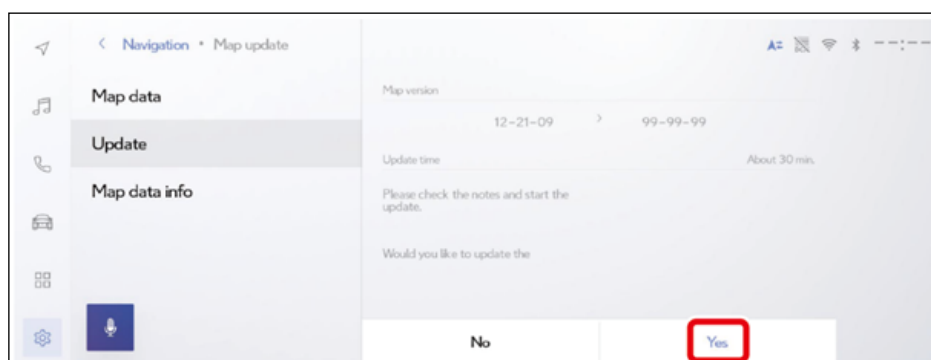 Navigation • Map update
A
--:--
Map data
Update
Map data info
Map version
12-21-09 > 99-99-99
Update time About 30 min.
Please check the notes and start the
update.
Would you like to update the
No Yes